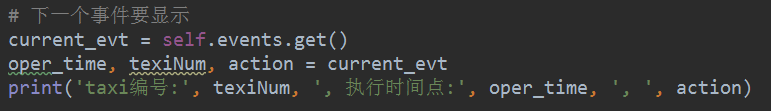 # 下一个事件要显示
current_evt = self.events.get()
oper_time, texiNum, action = current_evt
print('taxi编号:', texiNum, ', 执行时间点:', oper_time, ', ', action)